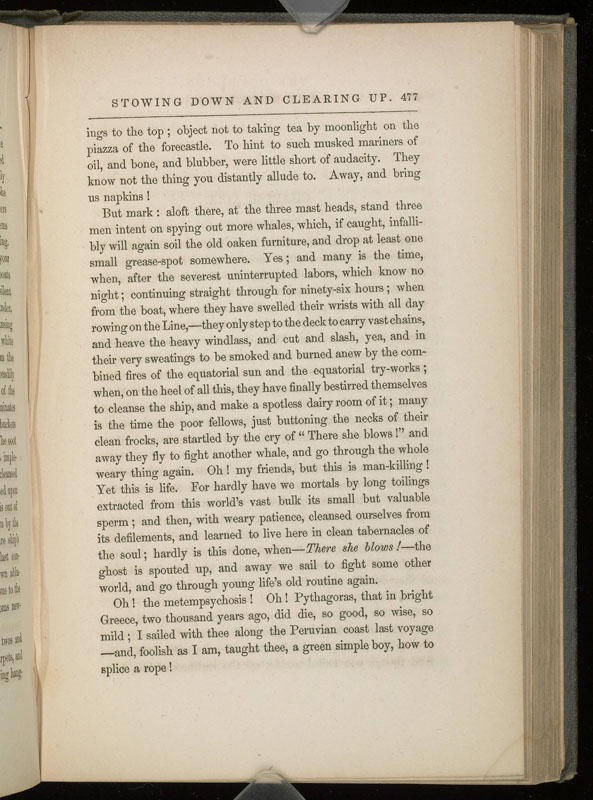 STOWING DOWN AND CLEARING UP. 477
ings to the top ; object not to taking tea by moonlight on the
piazza of the forecastle. To hint to such musked mariners of
oil, and bone, and blubber, were little short of audacity. They
know not the thing you distantly allude to. Away, and bring
us napkins !
But mark : aloft there, at the three mast heads, stand three
men intent on spying out more whales, which, if caught, infalli-
bly will again soil the old oaken furniture, and drop at least one
small grease-spot somewhere. Yes ; and many is the time,
when, after the severest uninterrupted labors, which know no
night ; continuing straight through for ninety-six hours ; when
from the boat, where they have swelled their wrists with all day
rowing on the Line,—they only step to the deck to carry vast chains,
and heave the heavy windlass, and cut and slash, yea, and in
their very sweatings to be smoked and burned anew by the com-
bined fires of the equatorial sun and the equatorial try-works ;
when, on the heel of all this, they have finally bestirred themselves
to cleanse the ship, and make a spotless dairy room of it ; many
is the time the poor fellows, just buttoning the necks of their
clean frocks, are startled by the cry of “ There she blows !” and
away they fly to fight another whale, and go through the whole
weary thing again. Oh ! my friends, but this is man-killing !
Yet this is life. For hardly have we mortals by long toilings
extracted from this world’s vast bulk its small but valuable
sperm ; and then, with weary patience, cleansed ourselves from
its defilements, and learned to live here in clean tabernacles of
the soul ; hardly is this done, when—There she blows !—the
ghost is spouted up, and away we sail to fight some other
world, and go through young life’s old routine again.
Oh ! the metempsychosis ! Oh ! Pythagoras, that in bright
Greece, two thousand years ago, did die, so good, so wise, so
mild ; I sailed with thee along the Peruvian coast last voyage
—and, foolish as I am, taught thee, a green simple boy, how to
splice a rope !